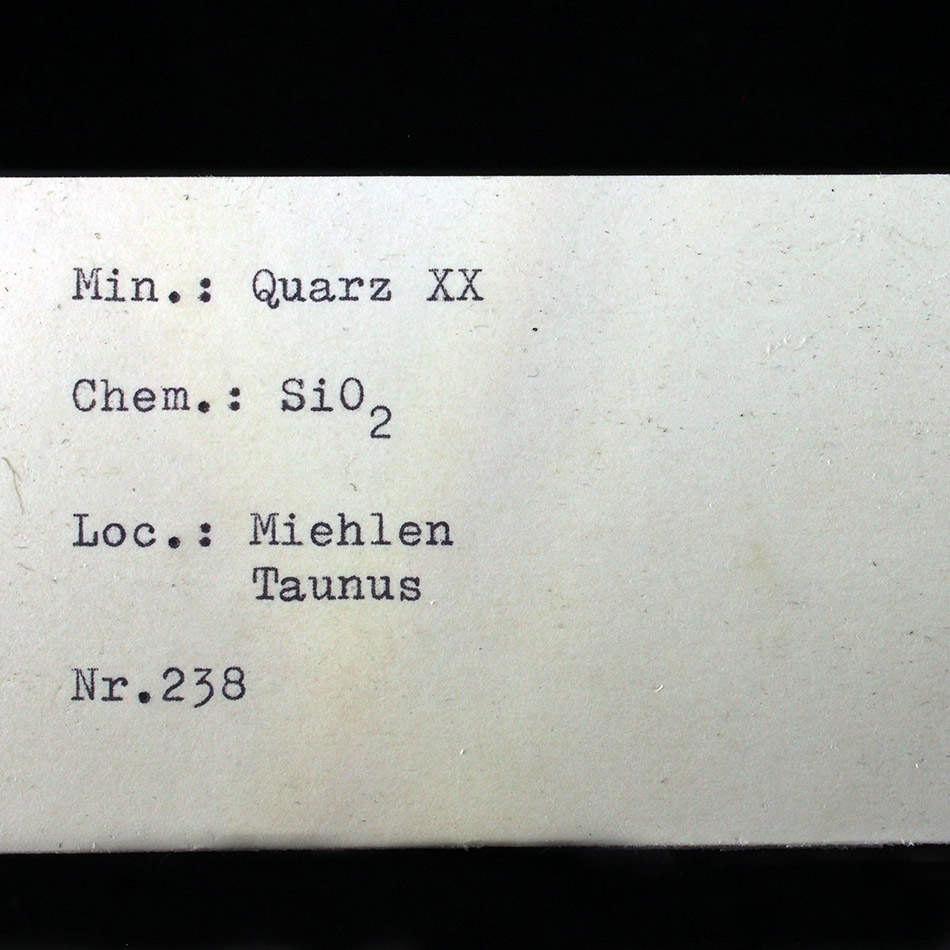 Min.: Quarz XX
Chem.: SiO₂
Loc.: Miehlen
Taunus
Nr.238